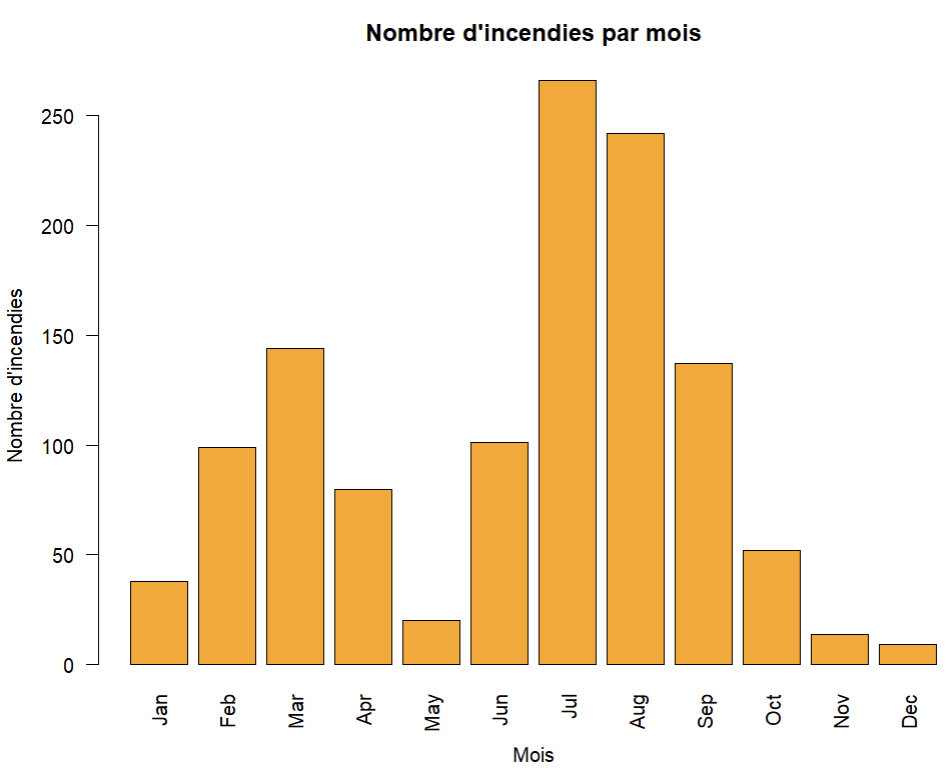 Nombre d'incendies par mois
Nombre d'incendies
250
200
150
100
50
0
Jan
Feb
Mar
Apr
May
Jun
Jul
Aug
Sep
Oct
Nov
Dec
Mois